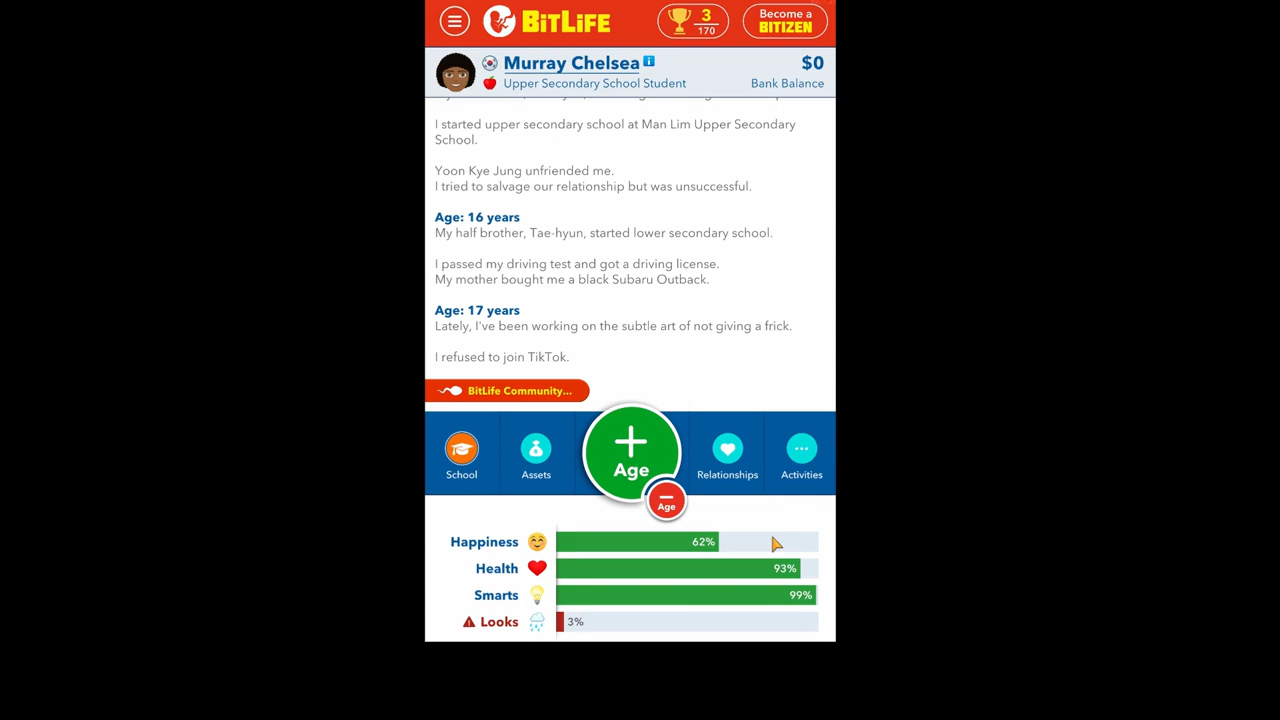 BITLIFE
3
170
Become a
BITIZEN
Murray Chelsea
$0
Upper Secondary School Student
Bank Balance
I started upper secondary school at Man Lim Upper Secondary
School.
Yoon Kye Jung unfriended me.
I tried to salvage our relationship but was unsuccessful.
Age: 16 years
My half brother, Tae-hyun, started lower secondary school.
I passed my driving test and got a driving license.
My mother bought me a black Subaru Outback.
Age: 17 years
Lately, I've been working on the subtle art of not giving a frick.
I refused to join TikTok.
BitLife Community...
School
Assets
Age
Relationships
Activities
Age
Happiness
62%
Health
93%
Smarts
99%
Looks
3%